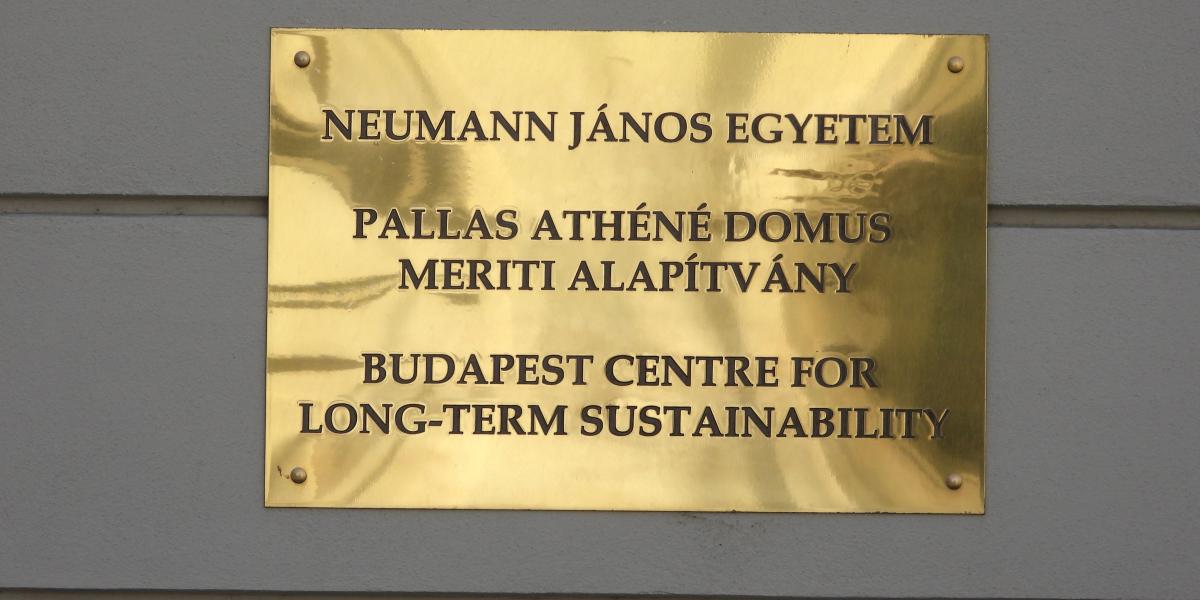 NEUMANN JÁNOS EGYETEM
PALLAS ATHÉNÉ DOMUS
MERITI ALAPÍTVÁNY
BUDAPEST CENTRE FOR
LONG-TERM SUSTAINABILITY